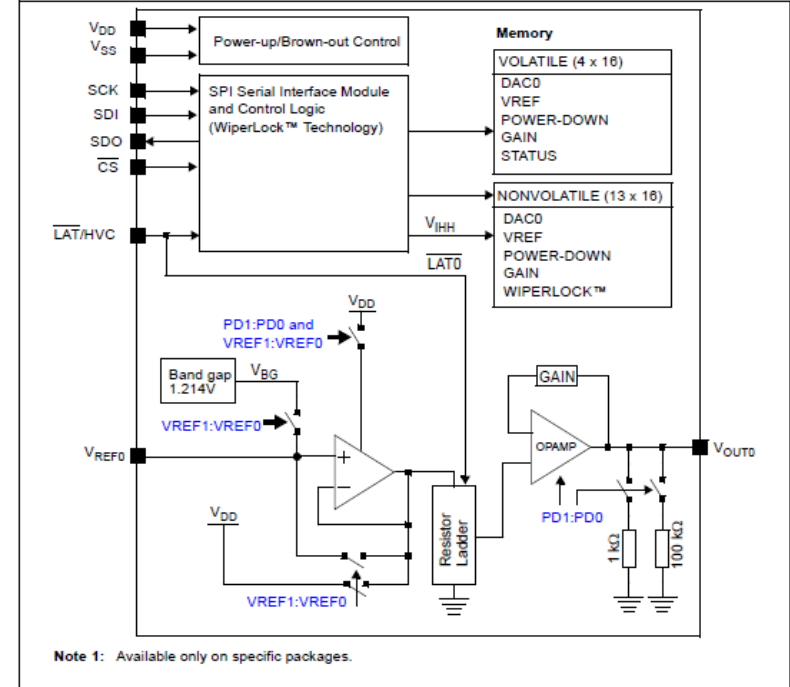 VDD
VSS
Power-up/Brown-out Control
SCK
SDI
SDO
CS
LAT/HVC
SPI Serial Interface Module
and Control Logic
(WiperLock™ Technology)
Memory
VOLATILE (4 x 16)
DAC0
VREF
POWER-DOWN
GAIN
STATUS
NONVOLATILE (13 x 16)
DAC0
VREF
POWER-DOWN
GAIN
WIPERLOCK™
VIHH
LAT0
VDD
PD1:PD0 and
VREF1:VREF0
Band gap
1.214V
VBG
VREF1:VREF0
VREF0
+
–
VDD
VREF1:VREF0
Resistor
Ladder
GAIN
OPAMP
PD1:PD0
VOUT0
1 kΩ
100 kΩ
Note 1: Available only on specific packages.